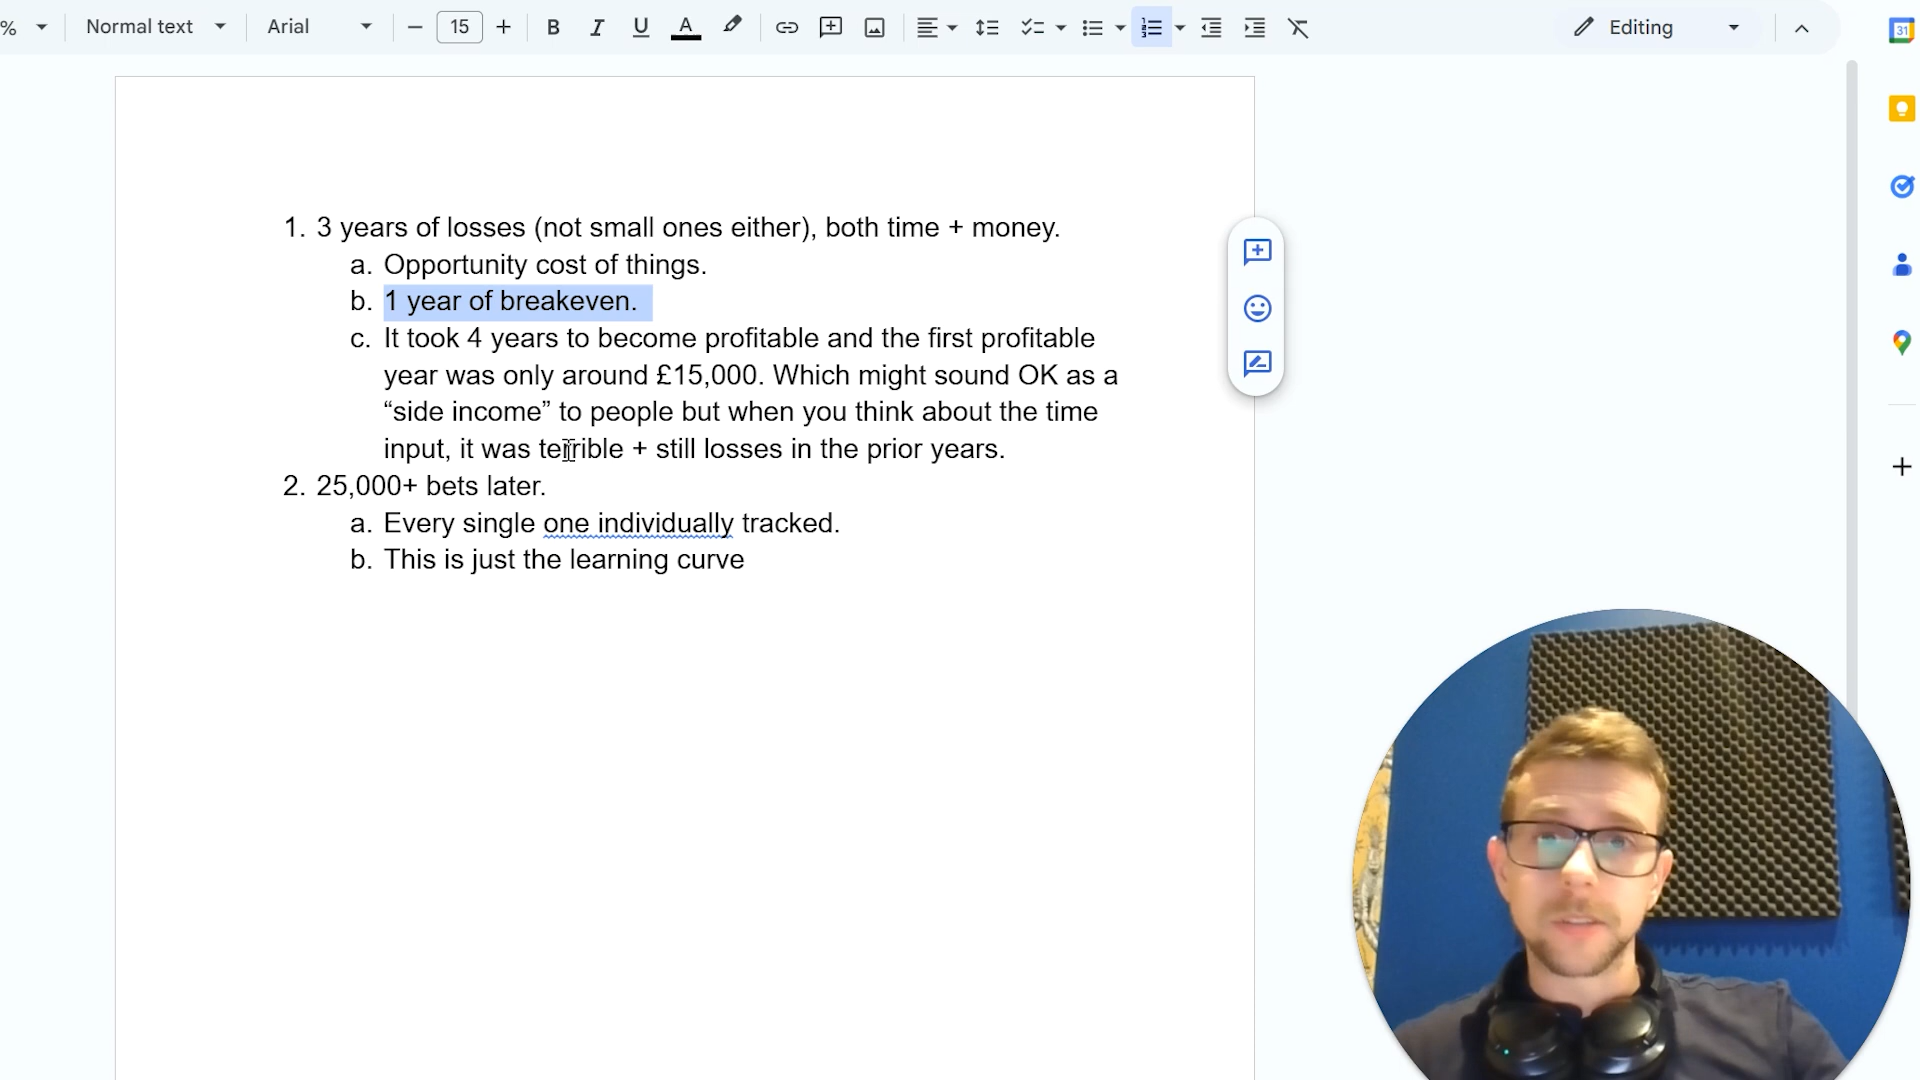 % Normal text Arial 15 B I U A Editing
31
1. 3 years of losses (not small ones either), both time + money.
a. Opportunity cost of things.
b. 1 year of breakeven.
c. It took 4 years to become profitable and the first profitable
year was only around £15,000. Which might sound OK as a
“side income” to people but when you think about the time
input, it was terrible + still losses in the prior years.
2. 25,000+ bets later.
a. Every single one individually tracked.
b. This is just the learning curve